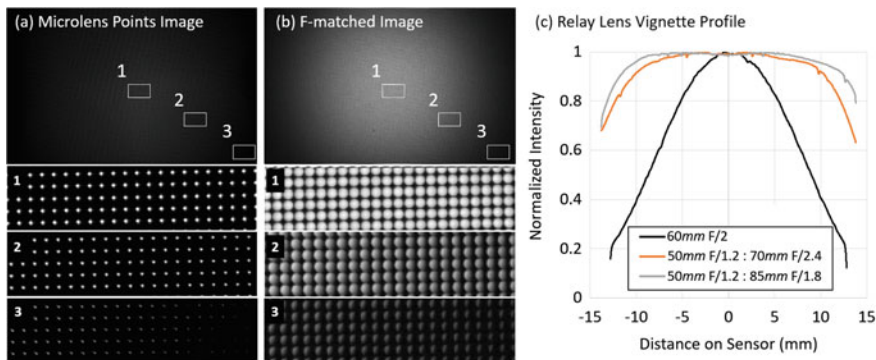 (a) Microlens Points Image
(b) F-matched Image
(c) Relay Lens Vignette Profile
1
2
3
1
2
3
1
2
3
1
2
3
Normalized Intensity
1
0.8
0.6
0.4
0.2
0
60mm F/2
50mm F/1.2 : 70mm F/2.4
50mm F/1.2 : 85mm F/1.8
-15 -10 -5 0 5 10 15
Distance on Sensor (mm)